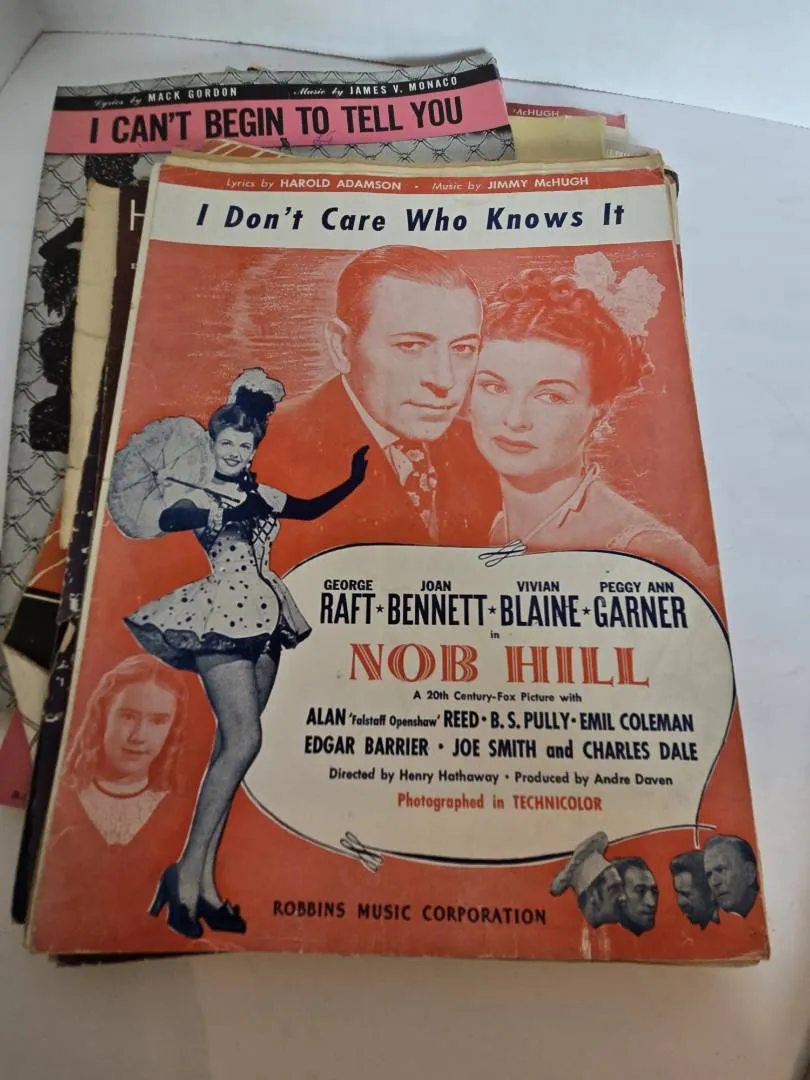 Lyrics by MACK GORDON Music by JAMES V. MONACO
I CAN'T BEGIN TO TELL YOU
McHUGH
H
Lyrics by HAROLD ADAMSON • Music by JIMMY McHUGH
I Don't Care Who Knows It
GEORGE JOAN VIVIAN PEGGY ANN
RAFT★BENNETT★BLAINE★GARNER
in
NOB HILL
A 20th Century-Fox Picture with
ALAN 'Falstaff Openshaw' REED • B. S. PULLY • EMIL COLEMAN
EDGAR BARRIER • JOE SMITH and CHARLES DALE
Directed by Henry Hathaway • Produced by Andre Daven
Photographed in TECHNICOLOR
ROBBINS MUSIC CORPORATION